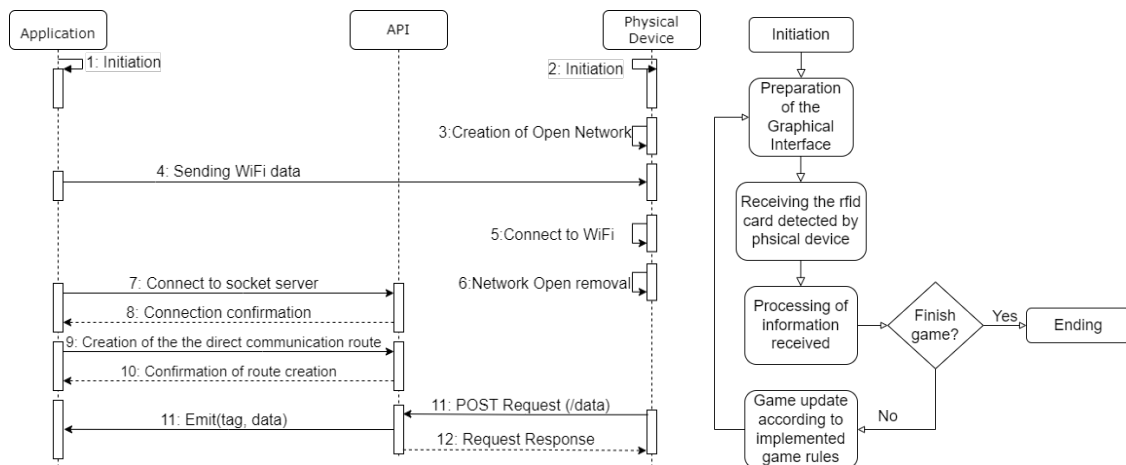 Application
API
Physical
Device
1: Initiation
2: Initiation
3:Creation of Open Network
4: Sending WiFi data
5:Connect to WiFi
6:Network Open removal
7: Connect to socket server
8: Connection confirmation
9: Creation of the the direct communication route
10: Confirmation of route creation
11: POST Request (/data)
11: Emit(tag, data)
12: Request Response
Initiation
Preparation
of the
Graphical
Interface
Receiving the rfid
card detected by
phsical device
Processing of
information
received
Finish
game?
Yes
Ending
No
Game update
according to
implemented
game rules